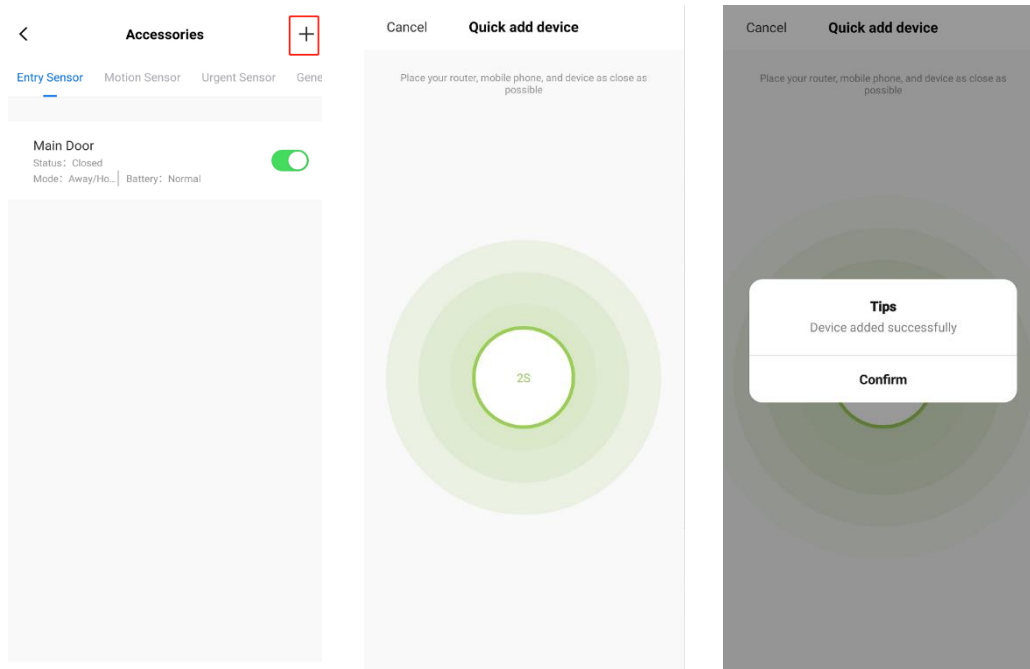 Accessories
Entry Sensor Motion Sensor Urgent Sensor Gene
Main Door
Status: Closed
Mode: Away/Ho... Battery: Normal
Cancel Quick add device
Place your router, mobile phone, and device as close as
possible
2S
Cancel Quick add device
Place your router, mobile phone, and device as close as
possible
Tips
Device added successfully
Confirm